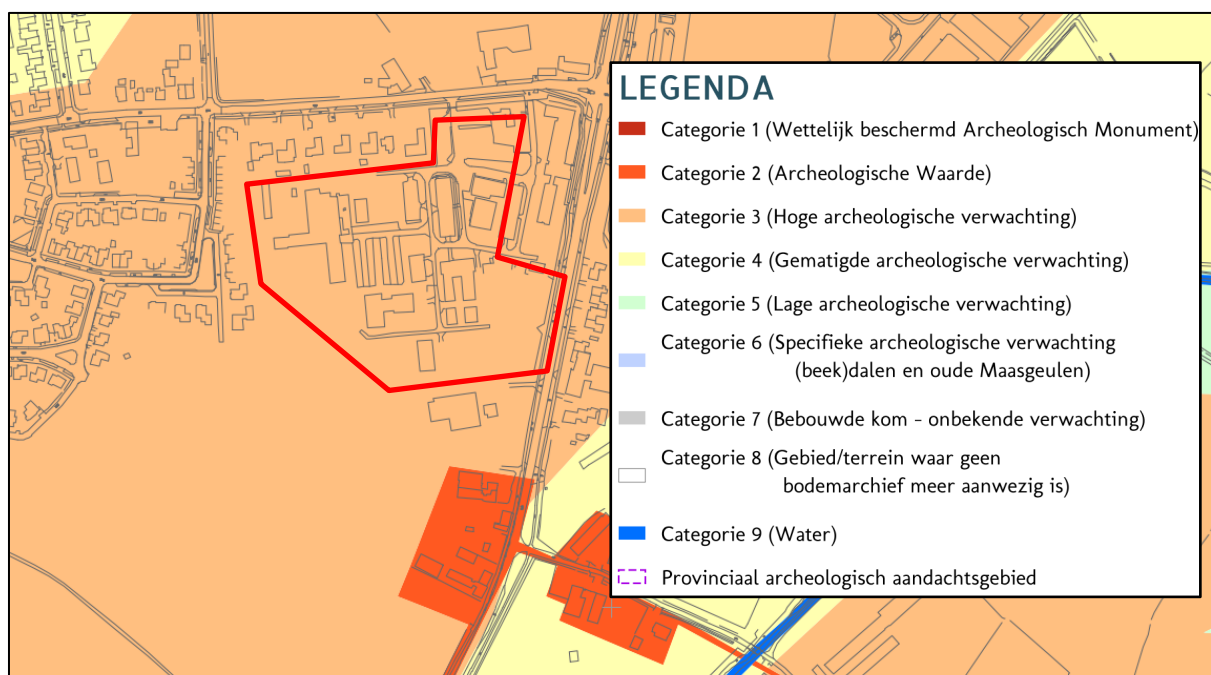 LEGENDA
Categorie 1 (Wettelijk beschermd Archeologisch Monument)
Categorie 2 (Archeologische Waarde)
Categorie 3 (Hoge archeologische verwachting)
Categorie 4 (Gematigde archeologische verwachting)
Categorie 5 (Lage archeologische verwachting)
Categorie 6 (Specifieke archeologische verwachting
(beek)dalen en oude Maasgeulen)
Categorie 7 (Bebouwde kom - onbekende verwachting)
Categorie 8 (Gebied/terrein waar geen
bodemarchief meer aanwezig is)
Categorie 9 (Water)
Provinciaal archeologisch aandachtsgebied